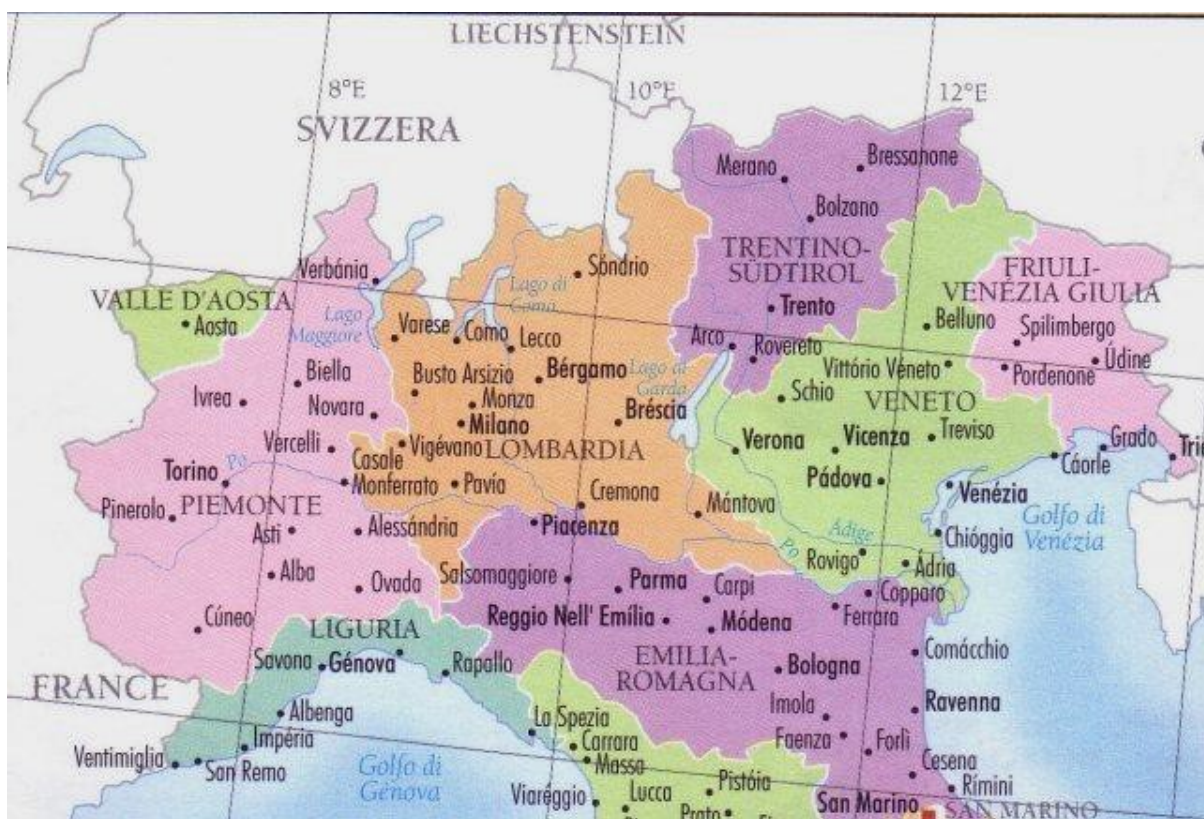 LIECHTENSTEIN
8°E
10°E
12°E
SVIZZERA
Merano
Bressanone
Bolzano
TRENTINO-
SÜDTIROL
Verbánia
Sóndrio
FRIULI-
VENÉZIA GIULIA
VALLE D'AOSTA
Aosta
Lago
Maggiore
Lago di
Como
Trento
Belluno
Spilimbergo
Varese
Como
Lecco
Arco
Rovereto
Údine
Biella
Busto Arsizio
Bérgamo
Lago di
Garda
Vittório Véneto
Pordenone
Ivrea
Novara
Monza
Milano
Bréscia
Schio
VENETO
Vercelli
Vigévano
LOMBARDIA
Verona
Vicenza
Treviso
Grado
Torino
Po
Casale
Monferrato
Pavía
Cremona
Mántova
Pádova
Cáorle
Venézia
Pinerolo
PIEMONTE
Asti
Alessándria
Piacenza
Golfo di
Venézia
Adige
Chióggia
Po
Rovigo
Ádria
Alba
Ovada
Salsomaggiore
Parma
Carpi
Copparo
Ferrara
Cúneo
LIGURIA
Reggio Nell' Emília
Módena
Savona
Génova
Rapallo
EMILIA-
ROMAGNA
Bologna
Comácchio
FRANCE
Albenga
Imola
Ravenna
La Spezia
Faenza
Forlì
Ventimiglia
Impéria
San Remo
Carrara
Massa
Cesena
Golfo di
Génova
Pistóia
Rímini
Viaréggio
Lucca
Prato
San Marino
SAN MARINO